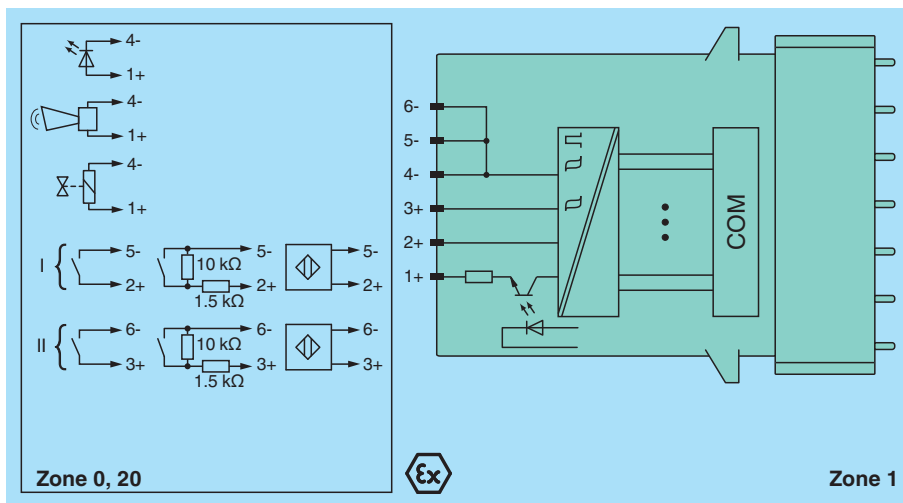 4-
1+
4-
1+
4-
1+
I { 5- 5- 5-
10 kΩ
2+ 2+ 2+
1.5 kΩ
II { 6- 6- 6-
10 kΩ
3+ 3+ 3+
1.5 kΩ
Zone 0, 20
6-
5-
4-
3+
2+
1+
COM
εx
Zone 1